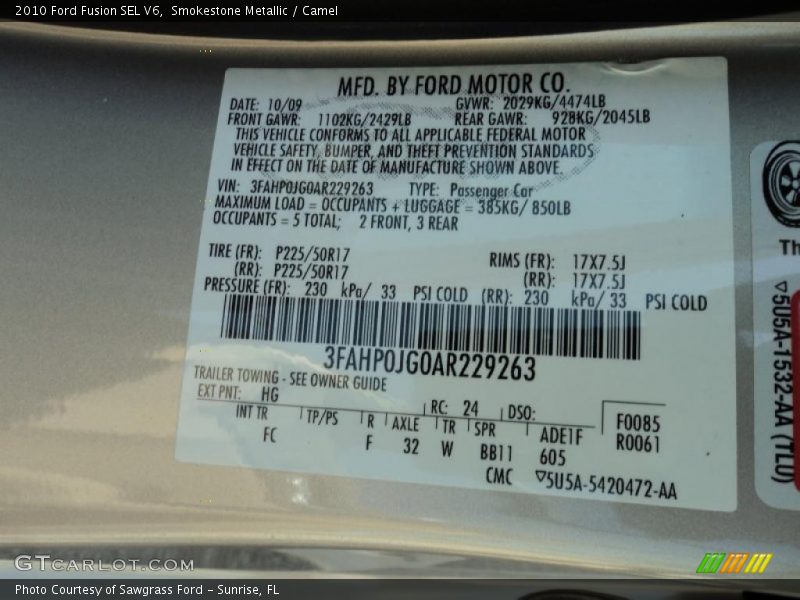 2010 Ford Fusion SEL V6, Smokestone Metallic / Camel
MFD. BY FORD MOTOR CO.
DATE: 10/09 GVWR: 2029KG/4474LB
FRONT GAWR: 1102KG/2429LB REAR GAWR: 928KG/2045LB
THIS VEHICLE CONFORMS TO ALL APPLICABLE FEDERAL MOTOR
VEHICLE SAFETY, BUMPER, AND THEFT PREVENTION STANDARDS
IN EFFECT ON THE DATE OF MANUFACTURE SHOWN ABOVE.
VIN: 3FAHP0JG0AR229263 TYPE: Passenger Car
MAXIMUM LOAD = OCCUPANTS + LUGGAGE = 385KG/ 850LB
OCCUPANTS = 5 TOTAL; 2 FRONT, 3 REAR
TIRE (FR): P225/50R17 RIMS (FR): 17X7.5J
(RR): P225/50R17 (RR): 17X7.5J
PRESSURE (FR): 230 kPa/ 33 PSI COLD (RR): 230 kPa/ 33 PSI COLD
3FAHP0JG0AR229263
TRAILER TOWING - SEE OWNER GUIDE
EXT PNT: HG RC: 24 DSO: F0085
INT TR TP/PS R AXLE TR SPR ADE1F R0061
FC F 32 W BB11 605
CMC ▽5U5A-5420472-AA
Th
▽5U5A-1532-AA (TLU)
GTCARLOT.COM
Photo Courtesy of Sawgrass Ford - Sunrise, FL